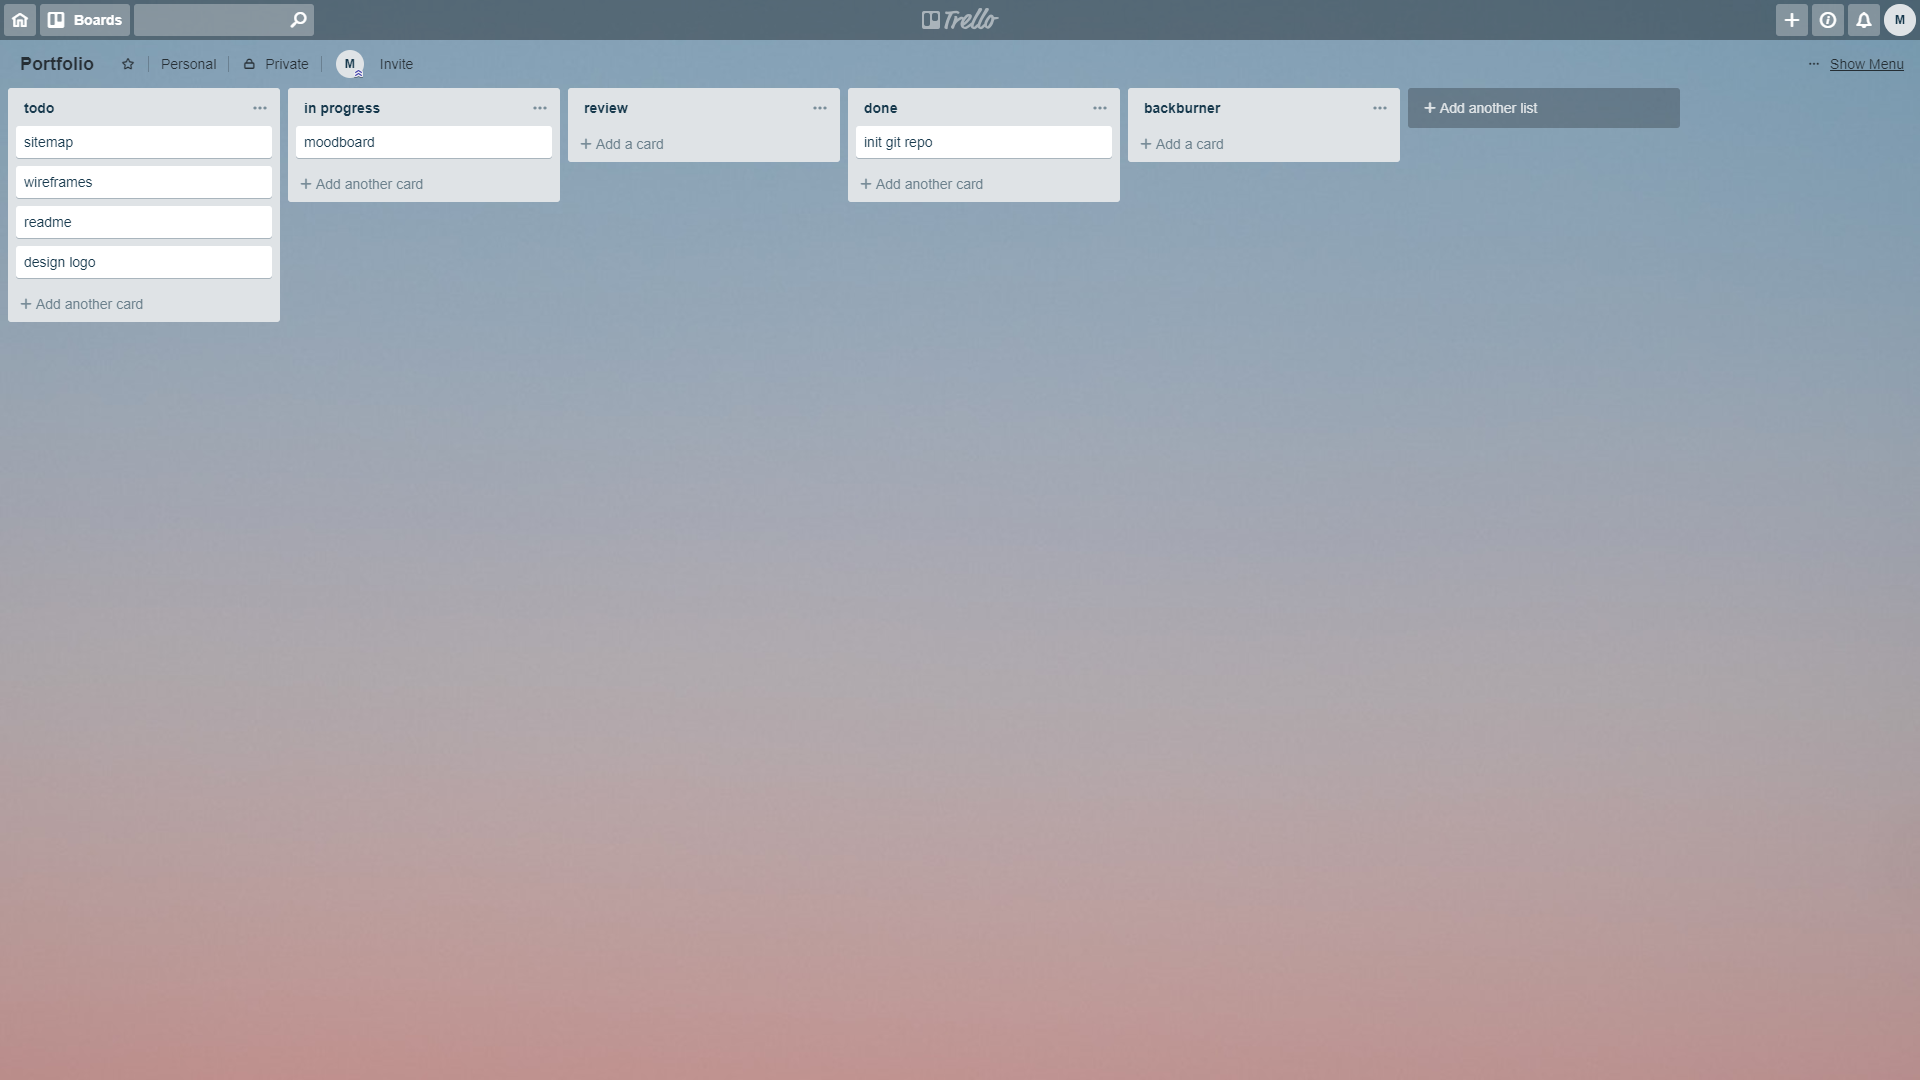 Boards
Trello
M
Portfolio
Personal
Private
M
Invite
Show Menu
todo
sitemap
wireframes
readme
design logo
+ Add another card
in progress
moodboard
+ Add another card
review
+ Add a card
done
init git repo
+ Add another card
backburner
+ Add a card
+ Add another list